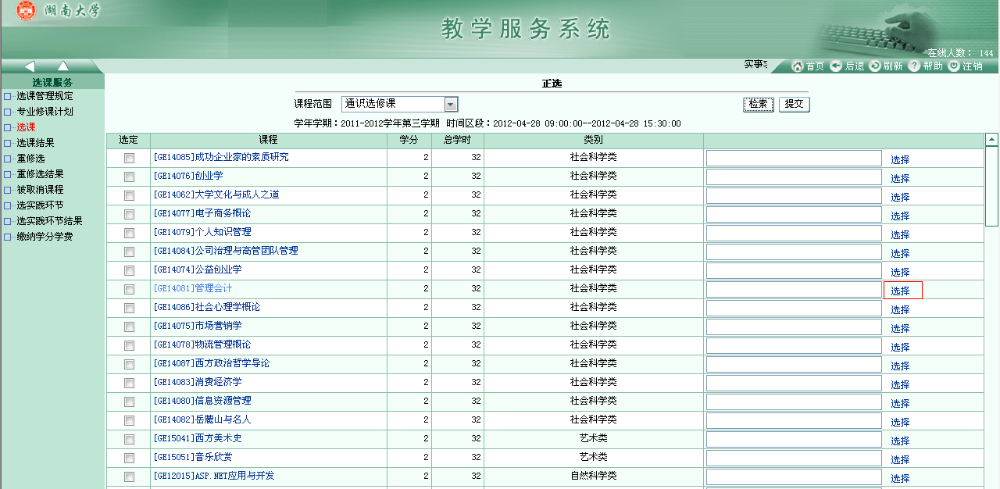 湖南大学
教学服务系统
在线人数： 144
实事求
首页 后退 刷新 帮助 注销
选课服务
选课管理规定
专业修课计划
选课
选课结果
重修选
重修选结果
被取消课程
选实践环节
选实践环节结果
缴纳学分学费
正选
课程范围 通识选修课 检索 提交
学年学期：2011-2012学年第三学期 时间区段：2012-04-28 09:00:00--2012-04-28 15:30:00
选定 课程 学分 总学时 类别
[GE14085]成功企业家的素质研究 2 32 社会科学类 选择
[GE14076]创业学 2 32 社会科学类 选择
[GE14062]大学文化与成人之道 2 32 社会科学类 选择
[GE14077]电子商务概论 2 32 社会科学类 选择
[GE14079]个人知识管理 2 32 社会科学类 选择
[GE14084]公司治理与高管团队管理 2 32 社会科学类 选择
[GE14074]公益创业学 2 32 社会科学类 选择
[GE14081]管理会计 2 32 社会科学类 选择
[GE14086]社会心理学概论 2 32 社会科学类 选择
[GE14075]市场营销学 2 32 社会科学类 选择
[GE14078]物流管理概论 2 32 社会科学类 选择
[GE14087]西方政治哲学导论 2 32 社会科学类 选择
[GE14083]消费经济学 2 32 社会科学类 选择
[GE14080]信息资源管理 2 32 社会科学类 选择
[GE14082]岳麓山与名人 2 32 社会科学类 选择
[GE15041]西方美术史 2 32 艺术类 选择
[GE15051]音乐欣赏 2 32 艺术类 选择
[GE12015]ASP.NET应用与开发 2 32 自然科学类 选择